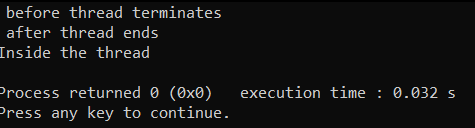 before thread terminates
after thread ends
Inside the thread
Process returned 0 (0x0)   execution time : 0.032 s
Press any key to continue.